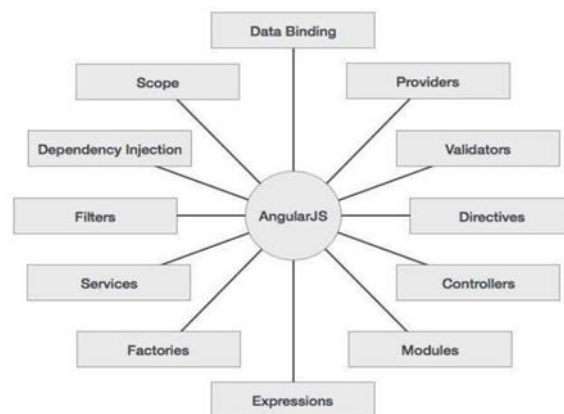 Data Binding
Scope
Providers
Dependency Injection
Validators
Filters
AngularJS
Directives
Services
Controllers
Factories
Modules
Expressions